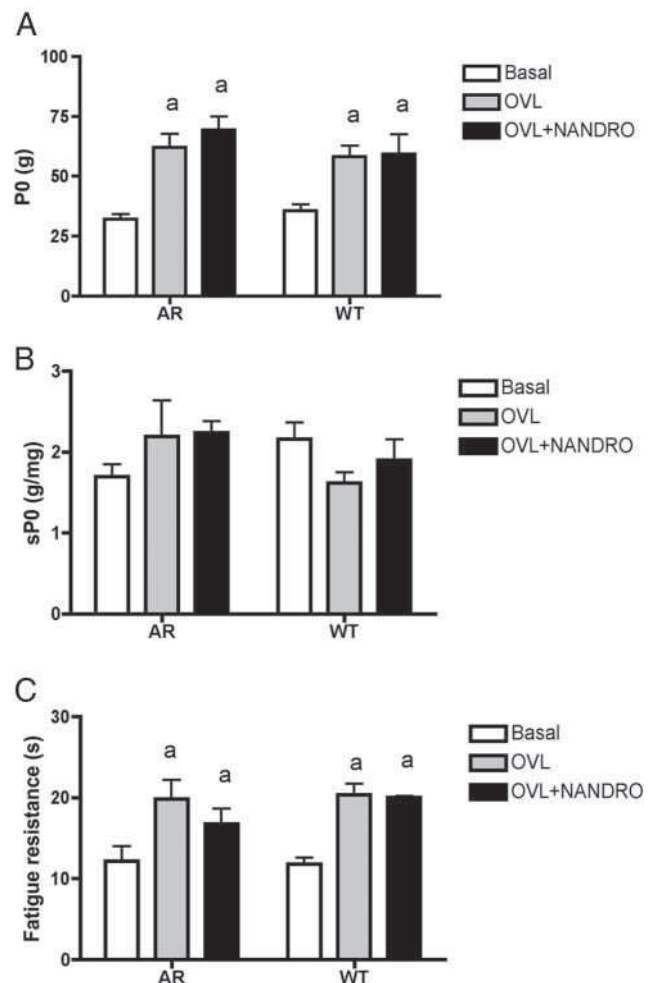 A
100
75
50
25
0
P0 (g)
a a a a
AR WT
Basal
OVL
OVL+NANDRO
B
3
2
1
0
sP0 (g/mg)
AR WT
Basal
OVL
OVL+NANDRO
C
30
20
10
0
Fatigue resistance (s)
a a a a
AR WT
Basal
OVL
OVL+NANDRO